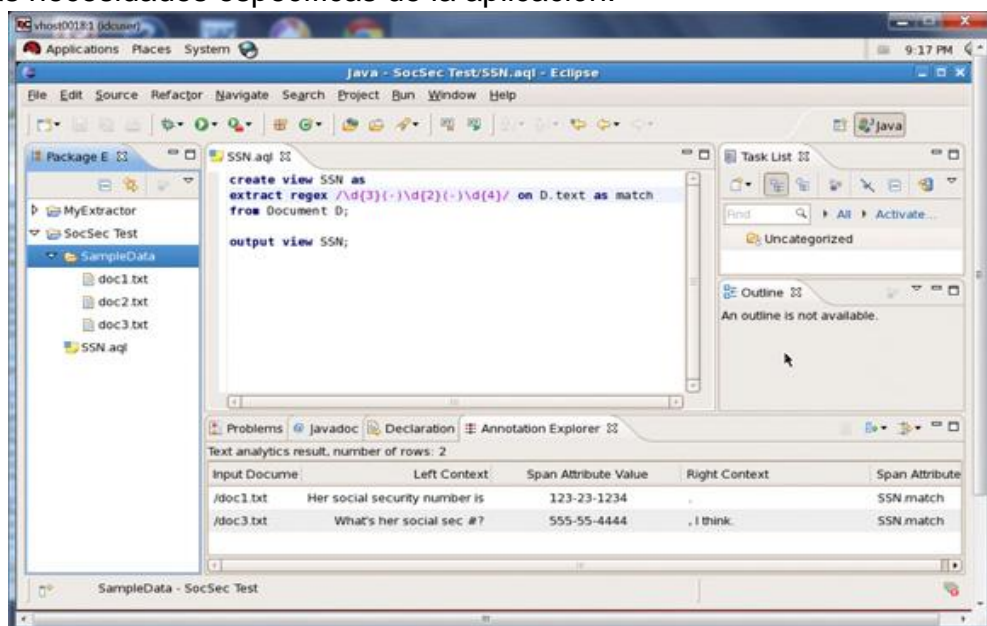 s necesidades específicas de la aplicación.
vhost0018:1 (idcuser)
Applications Places System
9:17 PM
Java - SocSec Test/SSN.aql - Eclipse
File Edit Source Refactor Navigate Search Project Run Window Help
Java
Package E
SSN.aql
Task List
create view SSN as
extract regex /\d{3}(-)\d{2}(-)\d{4}/ on D.text as match
from Document D;
output view SSN;
MyExtractor
SocSec Test
SampleData
doc1.txt
doc2.txt
doc3.txt
SSN.aql
Find All Activate...
Uncategorized
Outline
An outline is not available.
Problems Javadoc Declaration Annotation Explorer
Text analytics result, number of rows: 2
Input Docume Left Context Span Attribute Value Right Context Span Attribute
/doc1.txt Her social security number is 123-23-1234 . SSN.match
/doc3.txt What's her social sec #? 555-55-4444 , I think. SSN.match
SampleData - SocSec Test